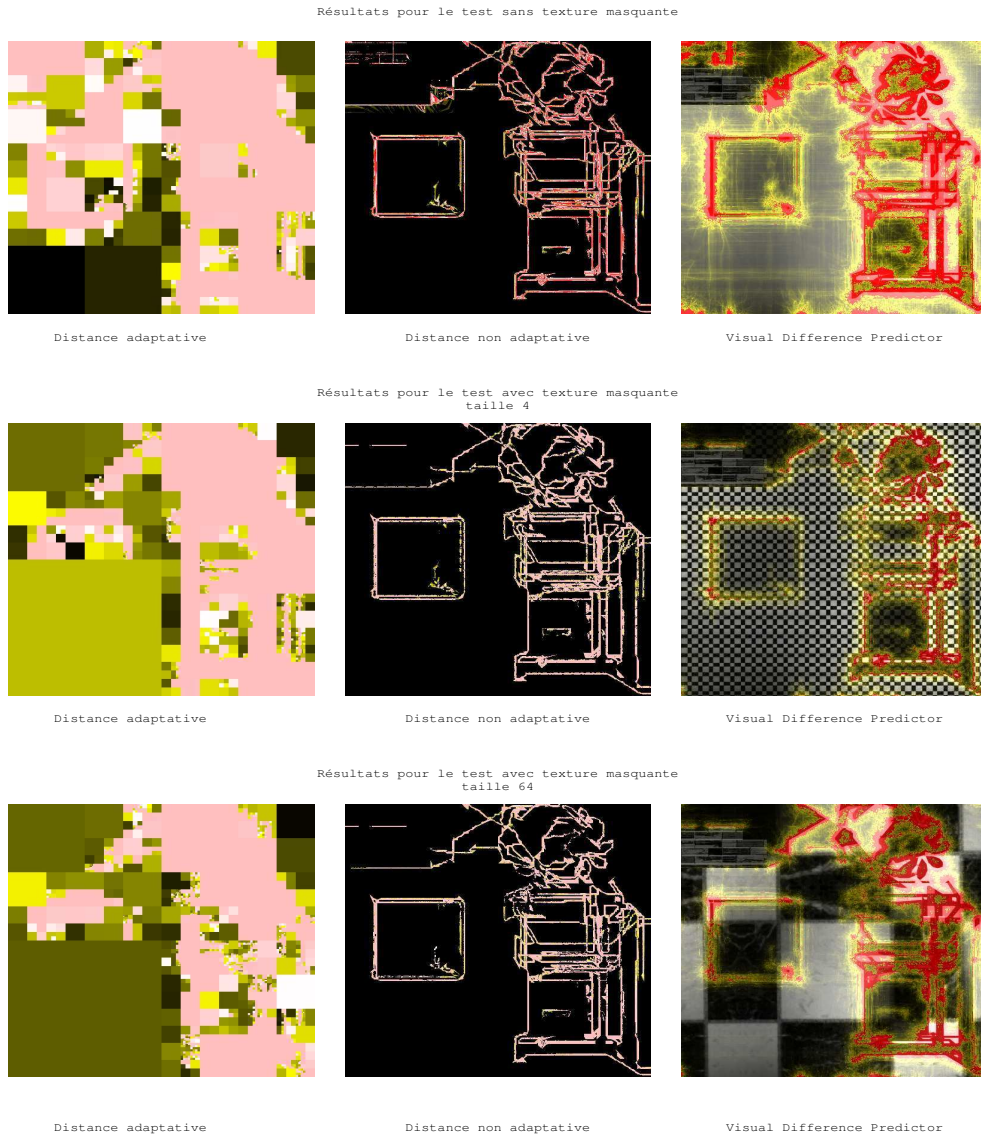 Résultats pour le test sans texture masquante
Distance adaptative
Distance non adaptative
Visual Difference Predictor
Résultats pour le test avec texture masquante
taille 4
Distance adaptative
Distance non adaptative
Visual Difference Predictor
Résultats pour le test avec texture masquante
taille 64
Distance adaptative
Distance non adaptative
Visual Difference Predictor